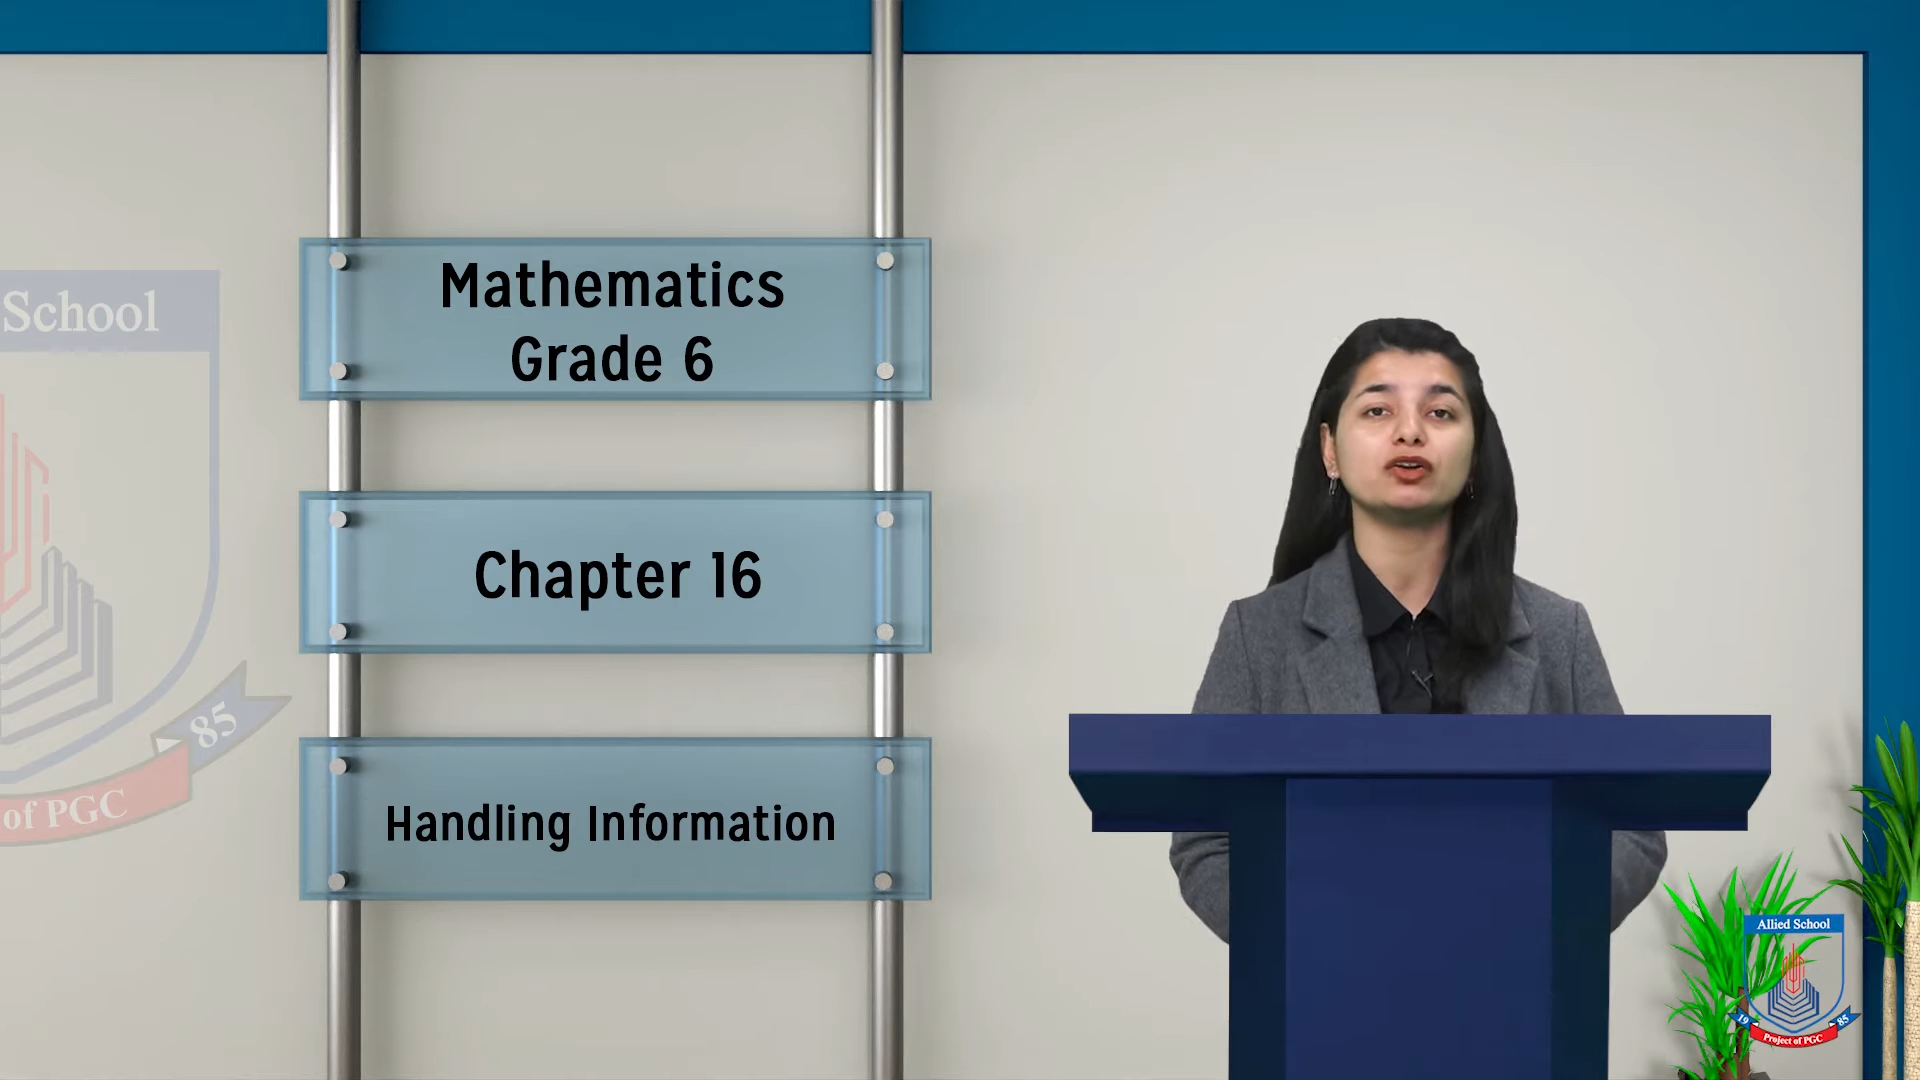 School
85
of PGC
Mathematics
Grade 6
Chapter 16
Handling Information
Allied School
19
85
Project of PGC